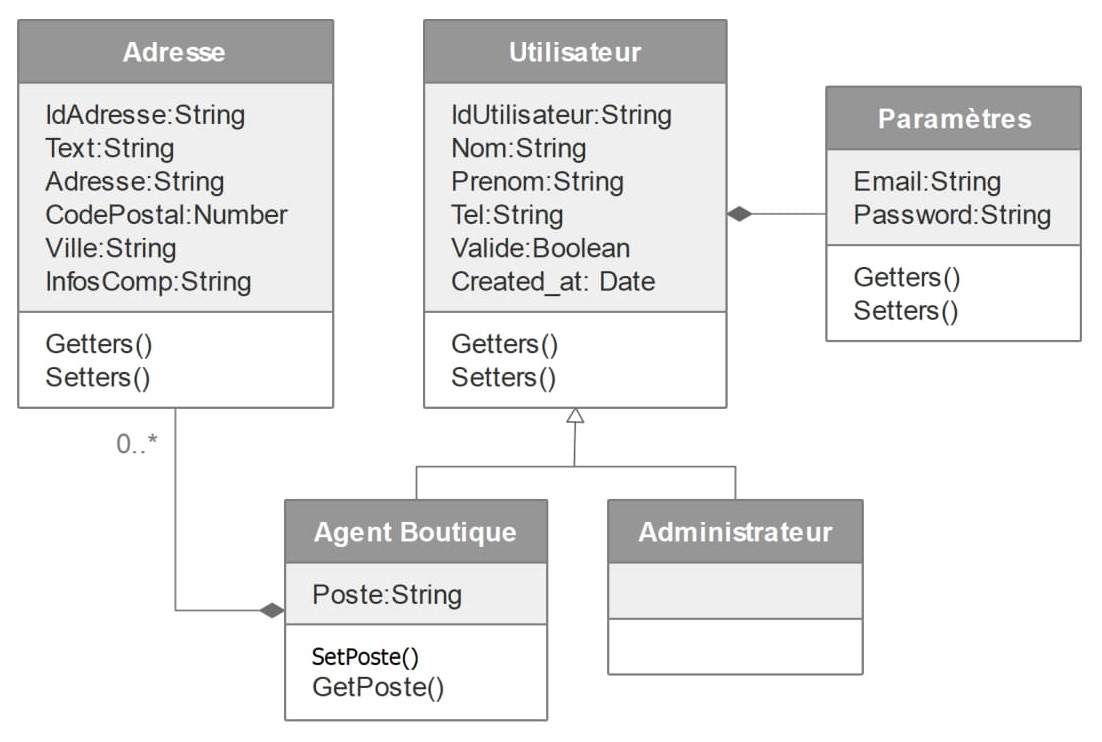 Adresse
IdAdresse:String
Text:String
Adresse:String
CodePostal:Number
Ville:String
InfosComp:String
Getters()
Setters()
0..*
Utilisateur
IdUtilisateur:String
Nom:String
Prenom:String
Tel:String
Valide:Boolean
Created_at: Date
Getters()
Setters()
Paramètres
Email:String
Password:String
Getters()
Setters()
Agent Boutique
Poste:String
SetPoste()
GetPoste()
Administrateur